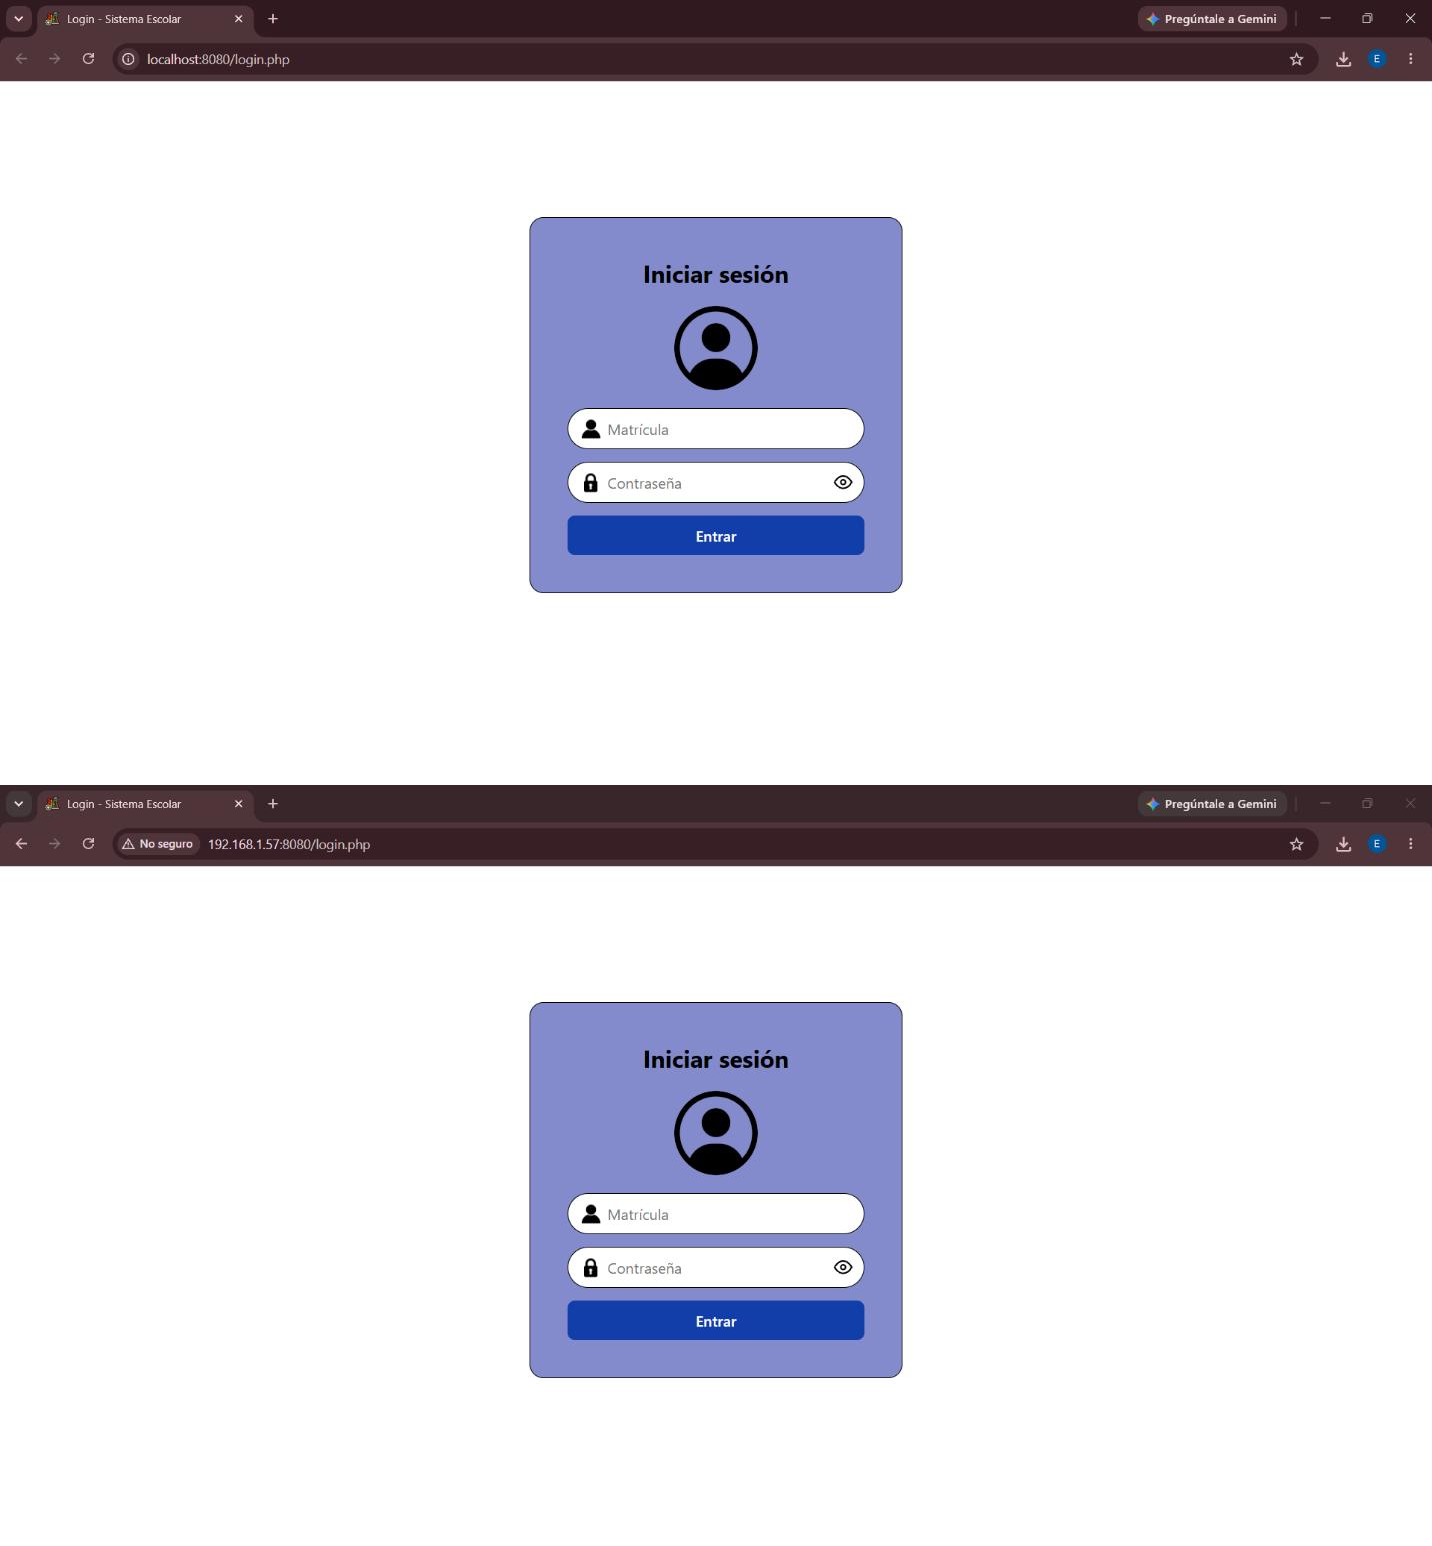 Login - Sistema Escolar
Pregúntale a Gemini
localhost:8080/login.php
E
Iniciar sesión
Matrícula
Contraseña
Entrar
Login - Sistema Escolar
Pregúntale a Gemini
No seguro 192.168.1.57:8080/login.php
E
Iniciar sesión
Matrícula
Contraseña
Entrar